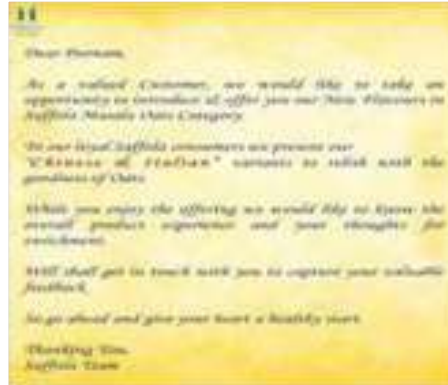 Dear Poonam,
As a valued Customer, we would like to take an
opportunity to introduce & offer you our New Flavours in
Saffola Masala Oats Category.
To our loyal Saffola consumers we present our
"Chinese & Italian" variants to relish with the
goodness of Oats.
While you enjoy the offering we would like to know the
overall product experience and your thoughts for
enrichment.
Will shall get in touch with you to capture your valuable
feedback.
So go ahead and give your heart a healthy start.
Thanking You,
Saffola Team